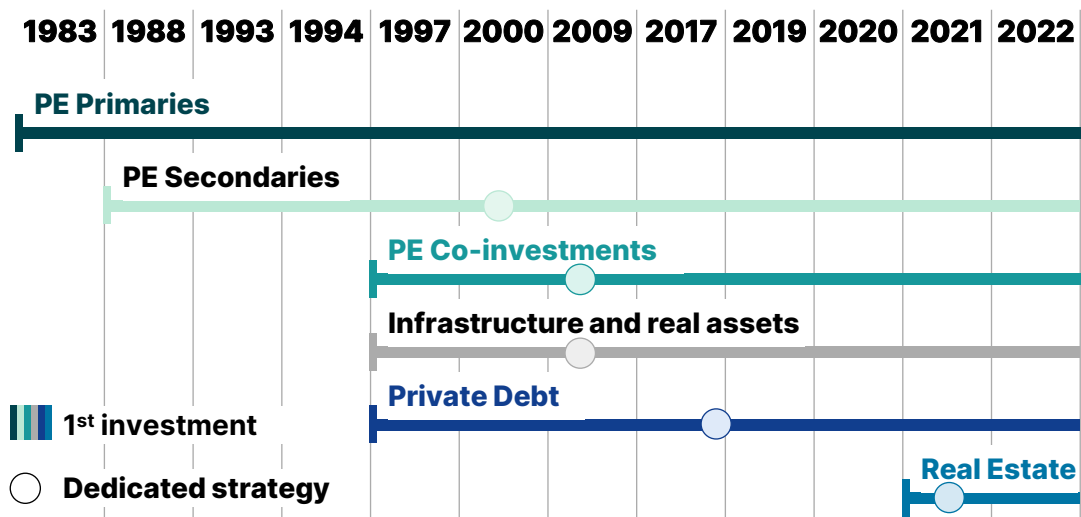 1983 1988 1993 1994 1997 2000 2009 2017 2019 2020 2021 2022
PE Primaries
PE Secondaries
PE Co-investments
Infrastructure and real assets
Private Debt
1st investment
Real Estate
Dedicated strategy